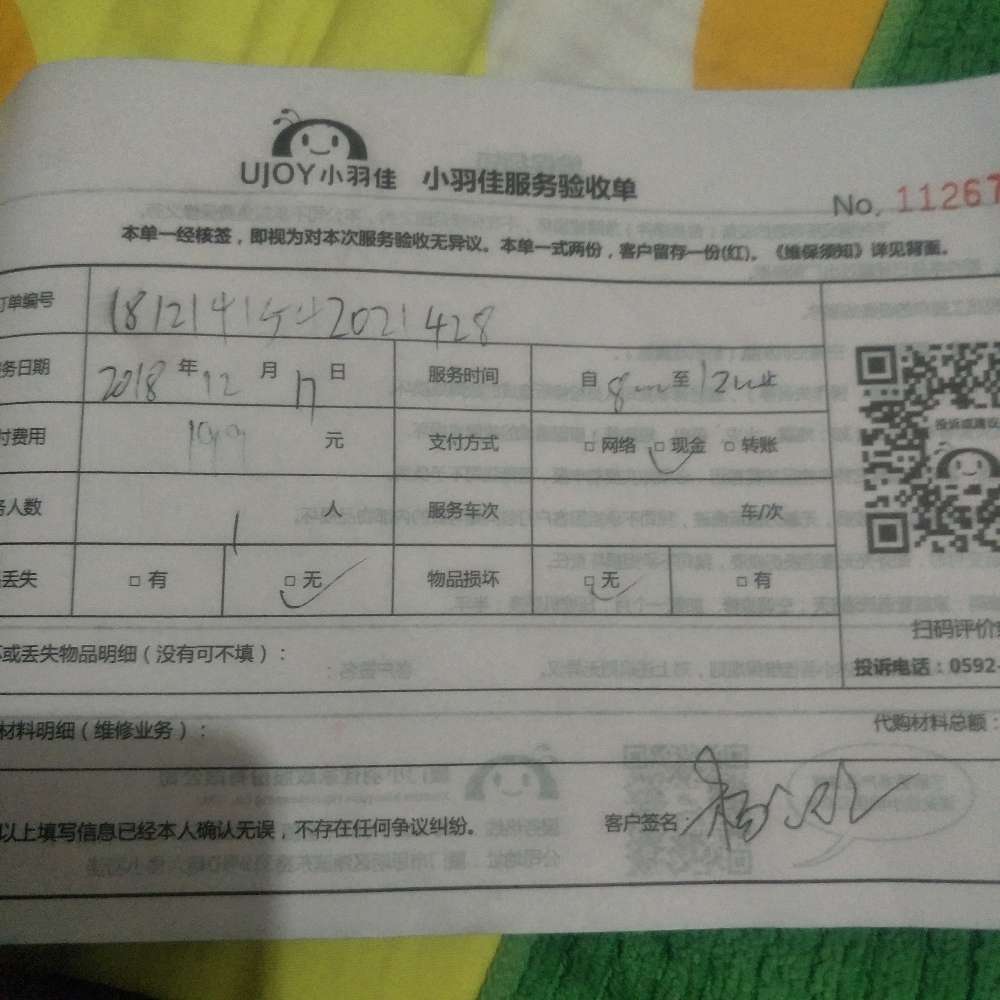 UJOY小羽佳 小羽佳服务验收单
No. 11267
本单一经核签，即视为对本次服务验收无异议。本单一式两份，客户留存一份(红)。《维保须知》详见背面。
订单编号
务日期 2018 年 12 月 17 日 服务时间 自 8 至 12 止
付费用 元 支付方式 □ 网络 □ 现金 □ 转账
投诉或建议
务人数 1 人 服务车次 车/次
丢失 □ 有 □ 无 物品损坏 □ 无 □ 有
扫码评价
坏或丢失物品明细（没有可不填）：
投诉电话：0592-
材料明细（维修业务）： 代购材料总额：
以上填写信息已经本人确认无误，不存在任何争议纠纷。 客户签名：